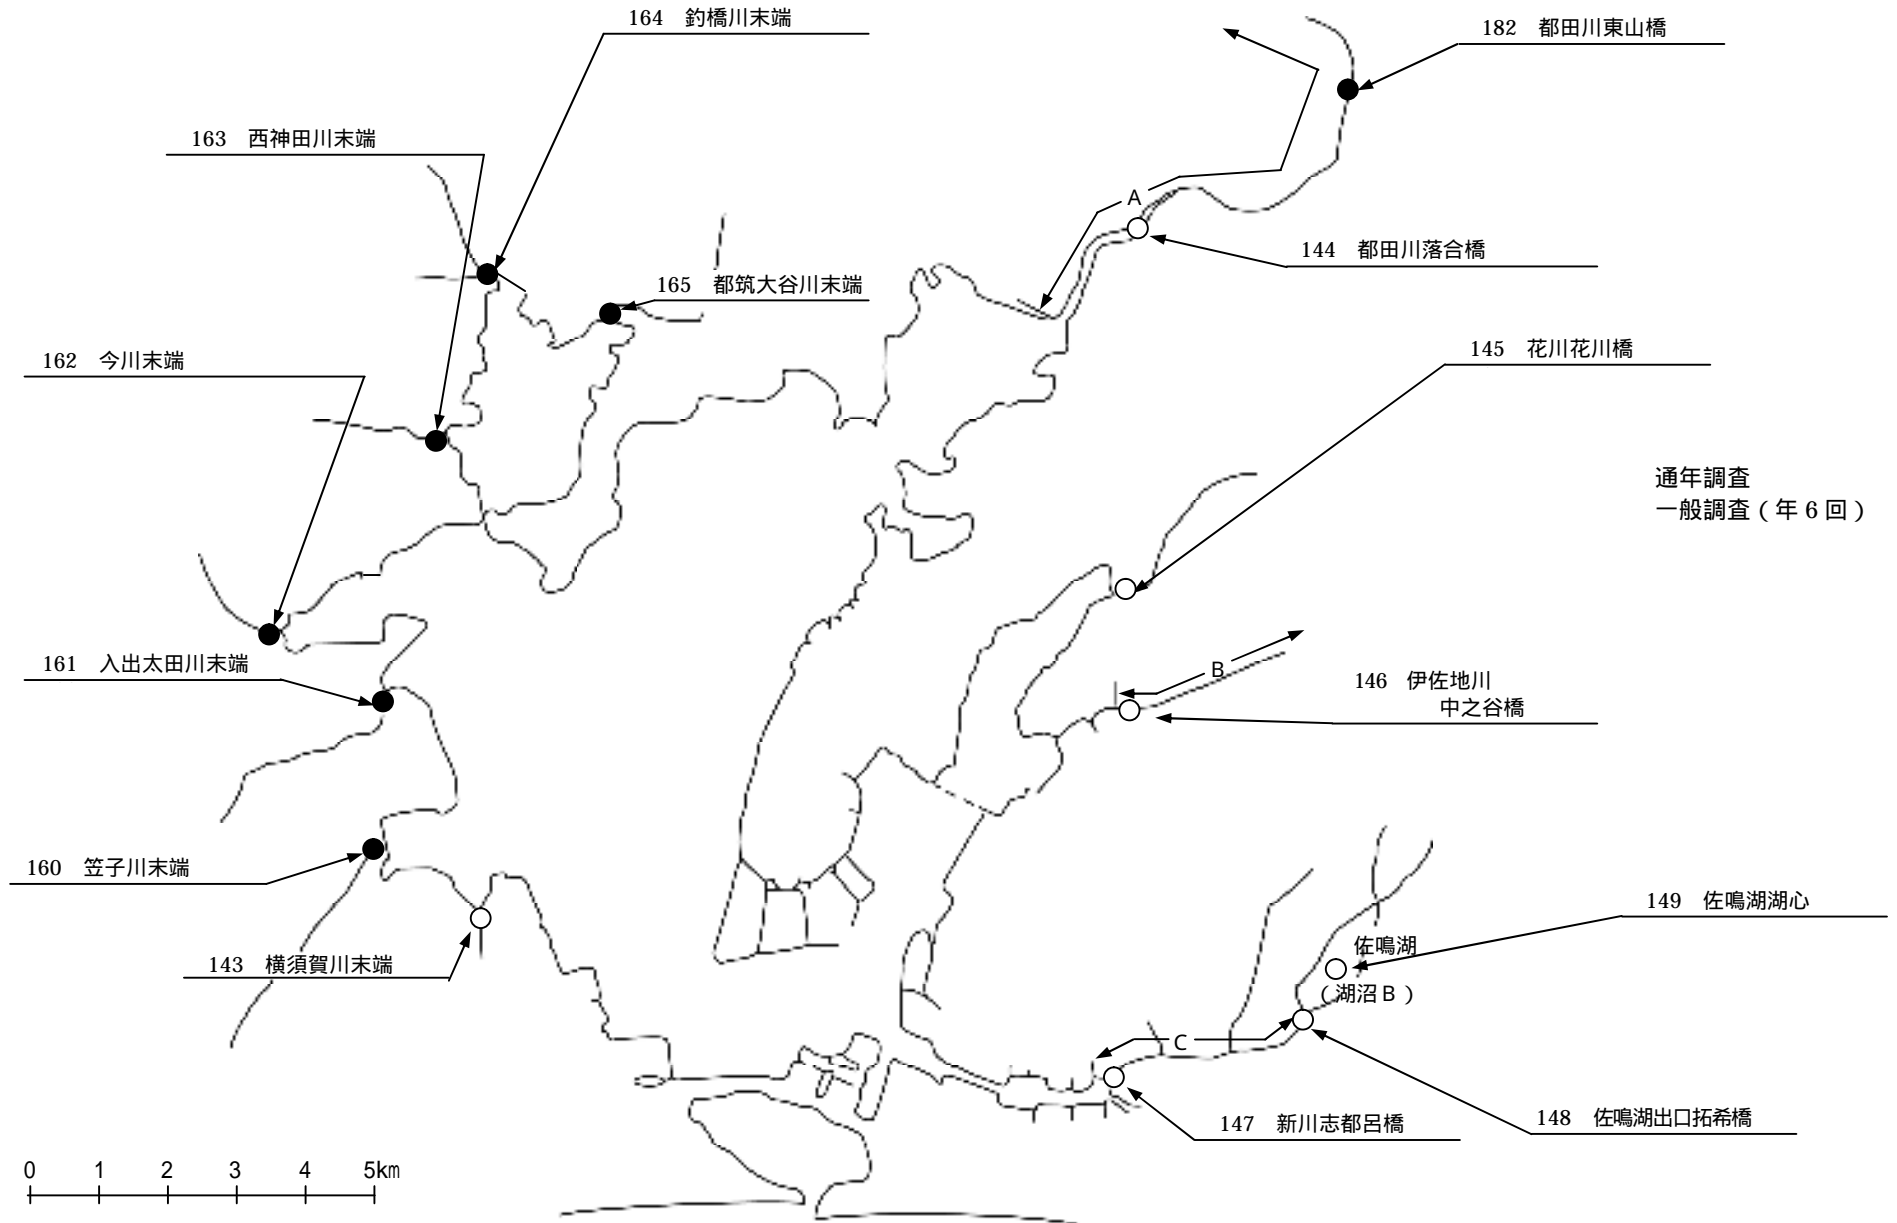 164 釣橋川末端
182 都田川東山橋
163 西神田川末端
A
144 都田川落合橋
165 都筑大谷川末端
162 今川末端
145 花川花川橋
通年調査
一般調査（年６回）
161 入出太田川末端
B
146 伊佐地川
中之谷橋
160 笠子川末端
149 佐鳴湖湖心
佐鳴湖
（湖沼Ｂ）
143 横須賀川末端
C
147 新川志都呂橋
148 佐鳴湖出口拓希橋
0 1 2 3 4 5km